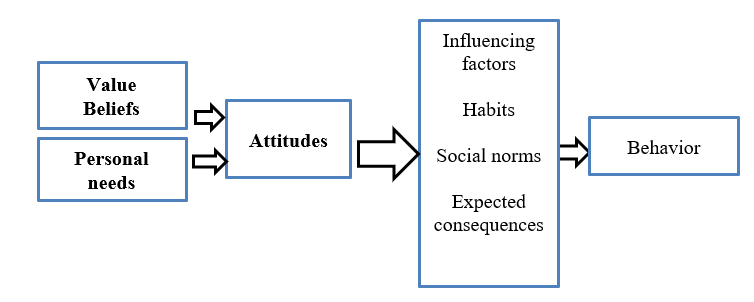 Value
Beliefs
Personal
needs
Attitudes
Influencing
factors
Habits
Social norms
Expected
consequences
Behavior